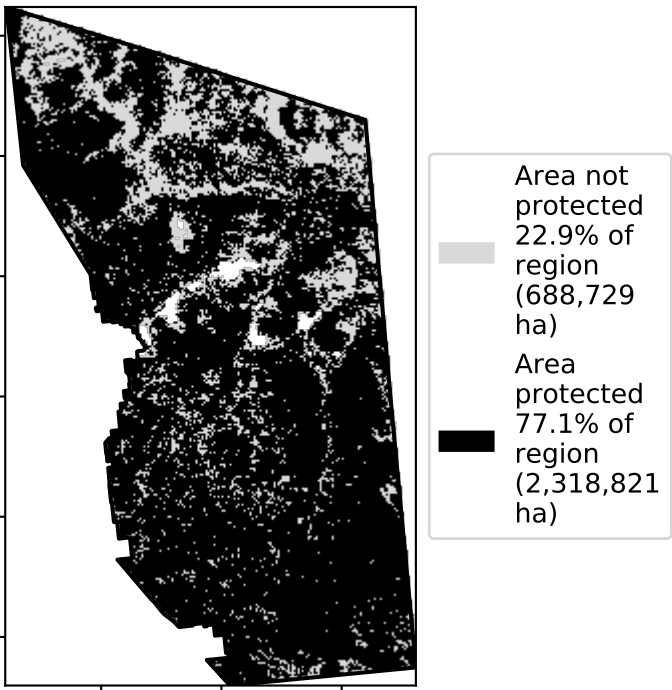 Area not
protected
22.9% of
region
(688,729
ha)
Area
protected
77.1% of
region
(2,318,821
ha)